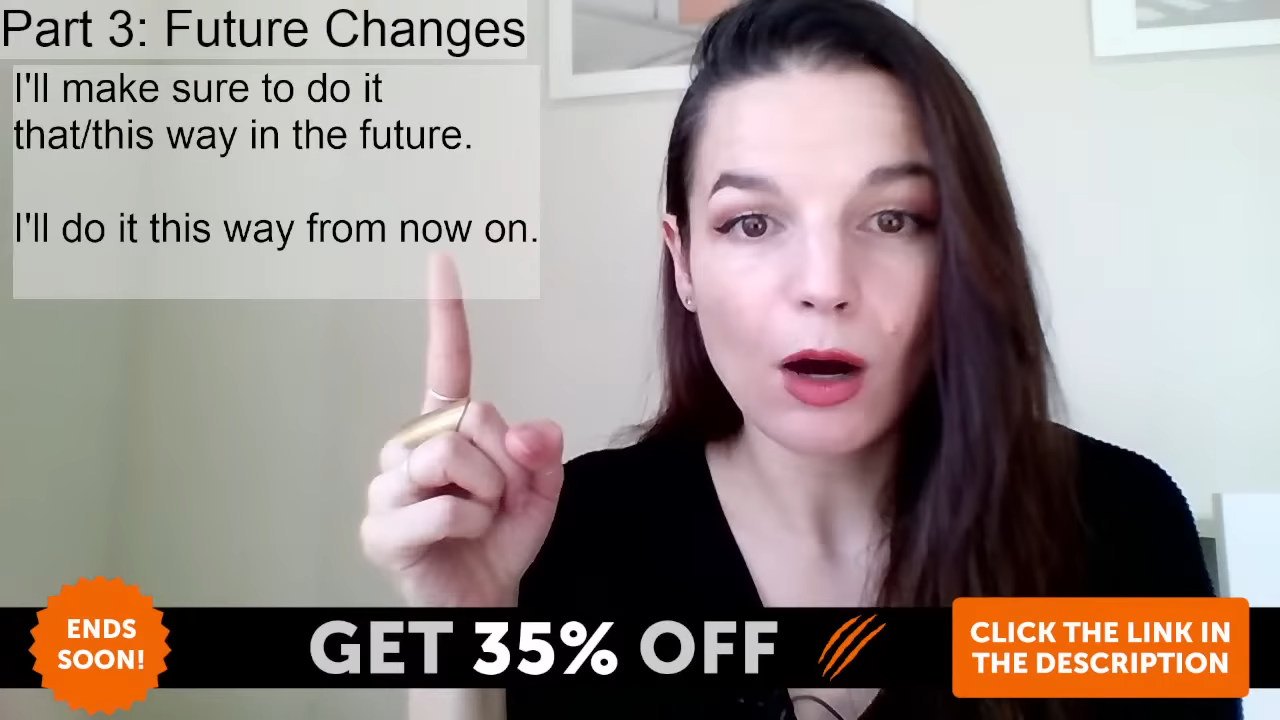 Part 3: Future Changes
I'll make sure to do it
that/this way in the future.
I'll do it this way from now on.
ENDS
SOON!
GET 35% OFF
CLICK THE LINK IN
THE DESCRIPTION